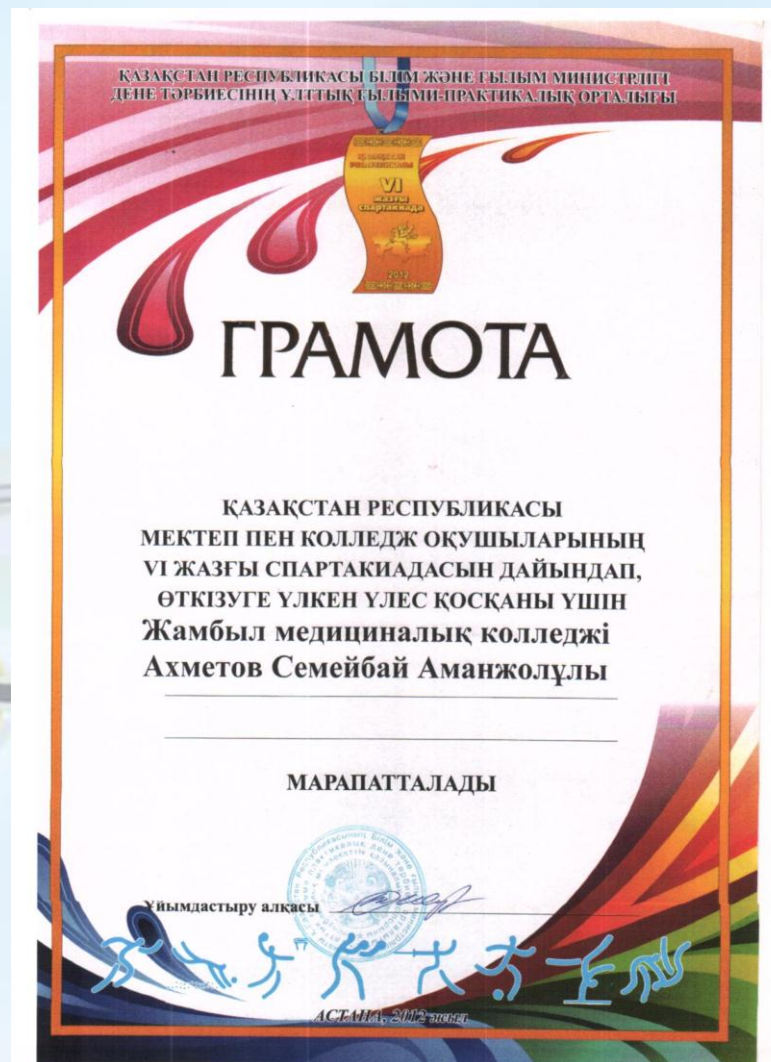 ҚАЗАҚСТАН РЕСПУБЛИКАСЫ БІЛІМ ЖӘНЕ ҒЫЛЫМ МИНИСТРЛІГІ
ДЕНЕ ТӘРБИЕСІНІҢ ҰЛТТЫҚ ҒЫЛЫМИ-ПРАКТИКАЛЫҚ ОРТАЛЫҒЫ
ҚАЗАҚСТАН
РЕСПУБЛИКАСЫ
VI
жазғы
спартакиада
2012
ГРАМОТА
ҚАЗАҚСТАН РЕСПУБЛИКАСЫ
МЕКТЕП ПЕН КОЛЛЕДЖ ОҚУШЫЛАРЫНЫҢ
VI ЖАЗҒЫ СПАРТАКИАДАСЫН ДАЙЫНДАП,
ӨТКІЗУГЕ ҮЛКЕН ҮЛЕС ҚОСҚАНЫ ҮШІН
Жамбыл медициналық колледжі
Ахметов Семейбай Аманжолұлы
МАРАПАТТАЛАДЫ
Ұйымдастыру алқасы
АСТАНА, 2012 жыл